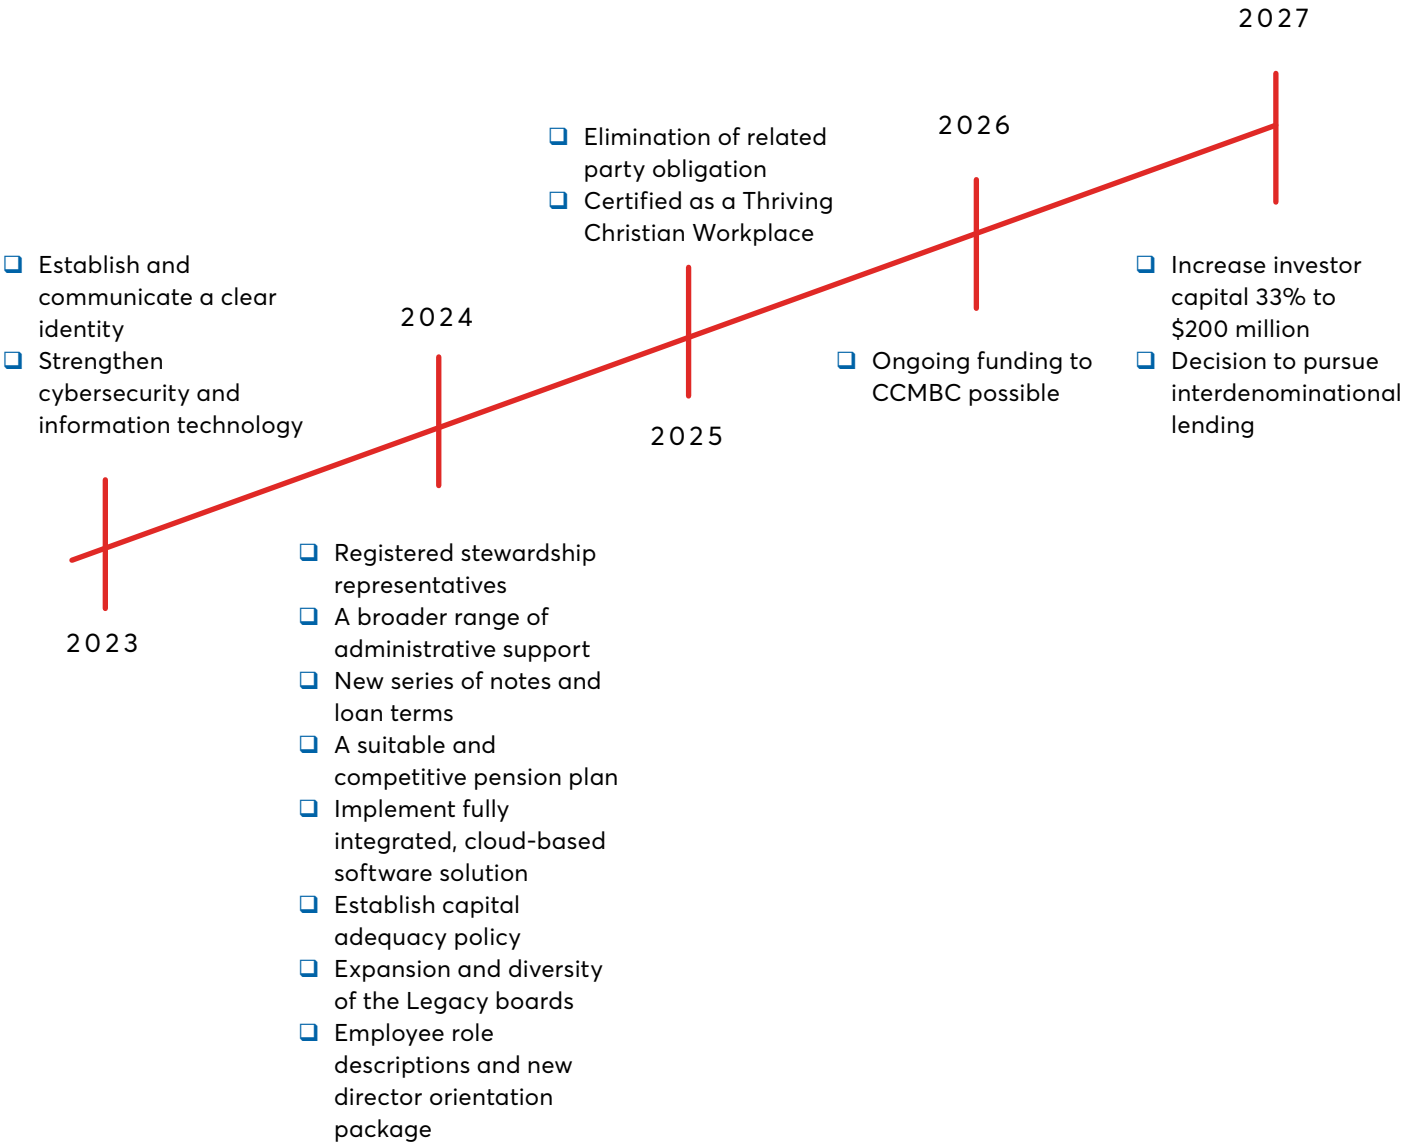 2023
Establish and
communicate a clear
identity
Strengthen
cybersecurity and
information technology
2024
Registered stewardship
representatives
A broader range of
administrative support
New series of notes and
loan terms
A suitable and
competitive pension plan
Implement fully
integrated, cloud-based
software solution
Establish capital
adequacy policy
Expansion and diversity
of the Legacy boards
Employee role
descriptions and new
director orientation
package
2025
Elimination of related
party obligation
Certified as a Thriving
Christian Workplace
2026
Ongoing funding to
CCMBC possible
2027
Increase investor
capital 33% to
$200 million
Decision to pursue
interdenominational
lending